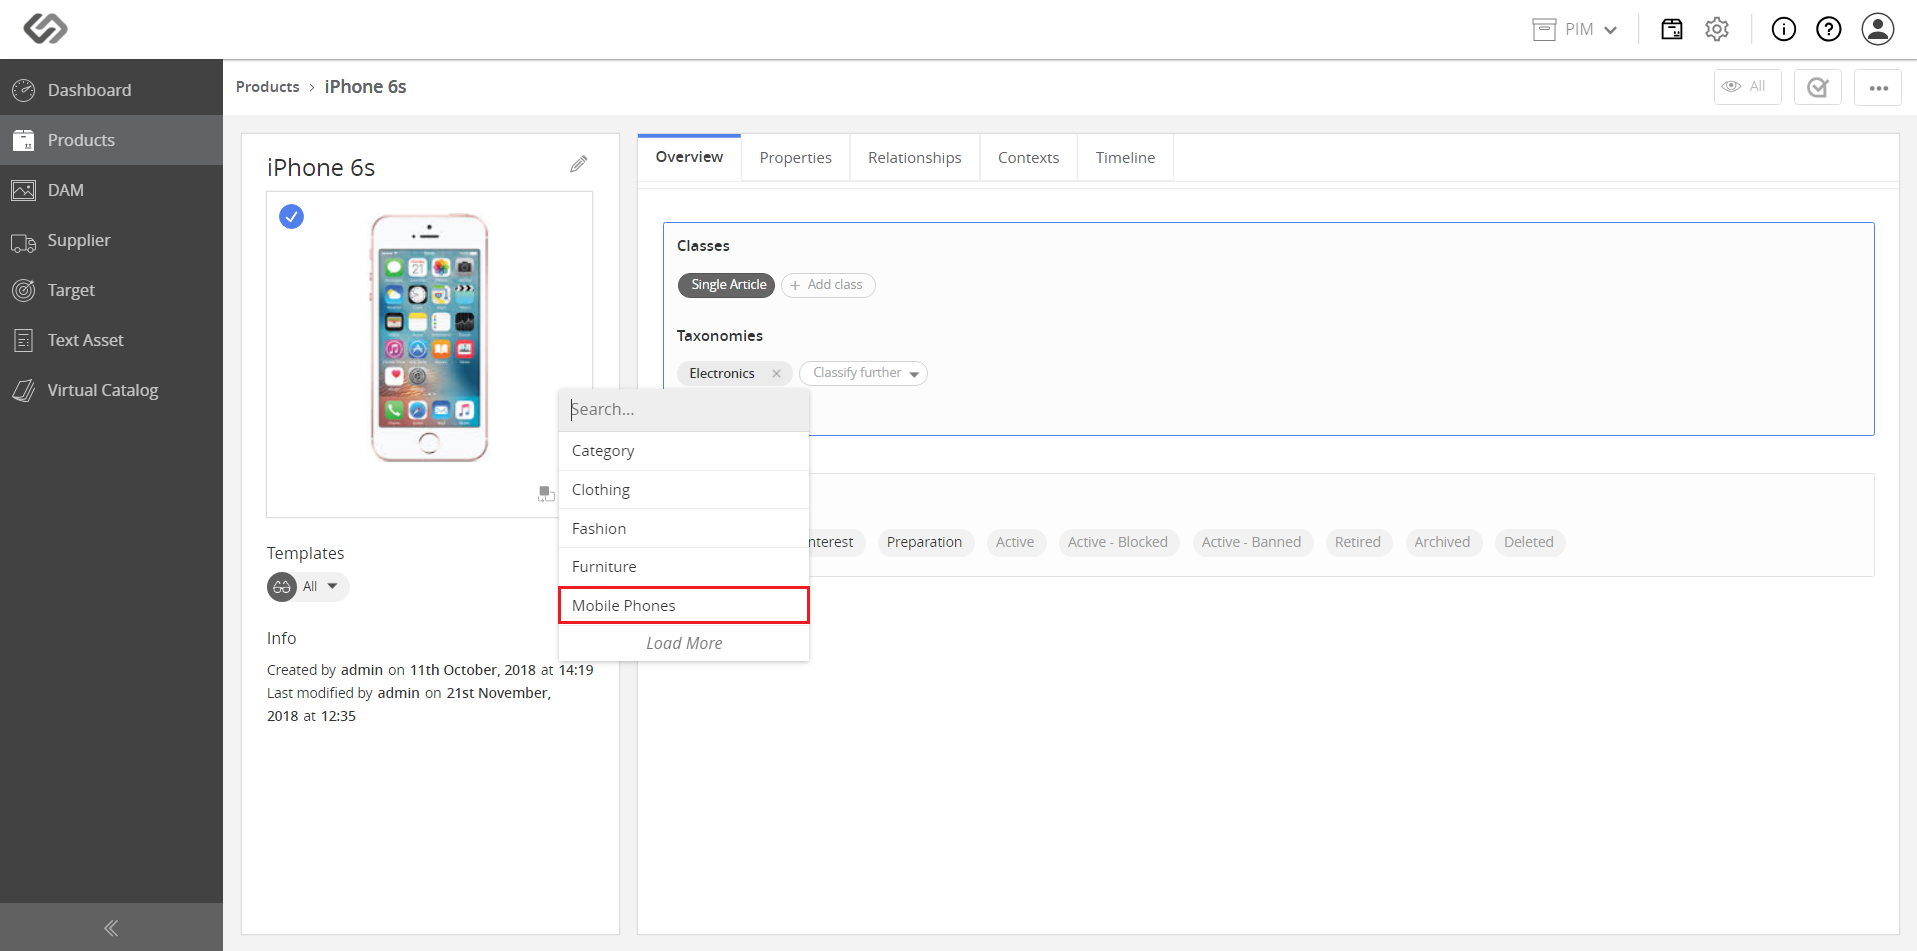 PIM
Dashboard
Products
DAM
Supplier
Target
Text Asset
Virtual Catalog
Products › iPhone 6s
All
iPhone 6s
Templates
All
Info
Created by admin on 11th October, 2018 at 14:19
Last modified by admin on 21st November,
2018 at 12:35
Overview Properties Relationships Contexts Timeline
Classes
Single Article + Add class
Taxonomies
Electronics × Classify further
Search...
Category
Clothing
Fashion
Furniture
Mobile Phones
Load More
Preparation Active Active - Blocked Active - Banned Retired Archived Deleted